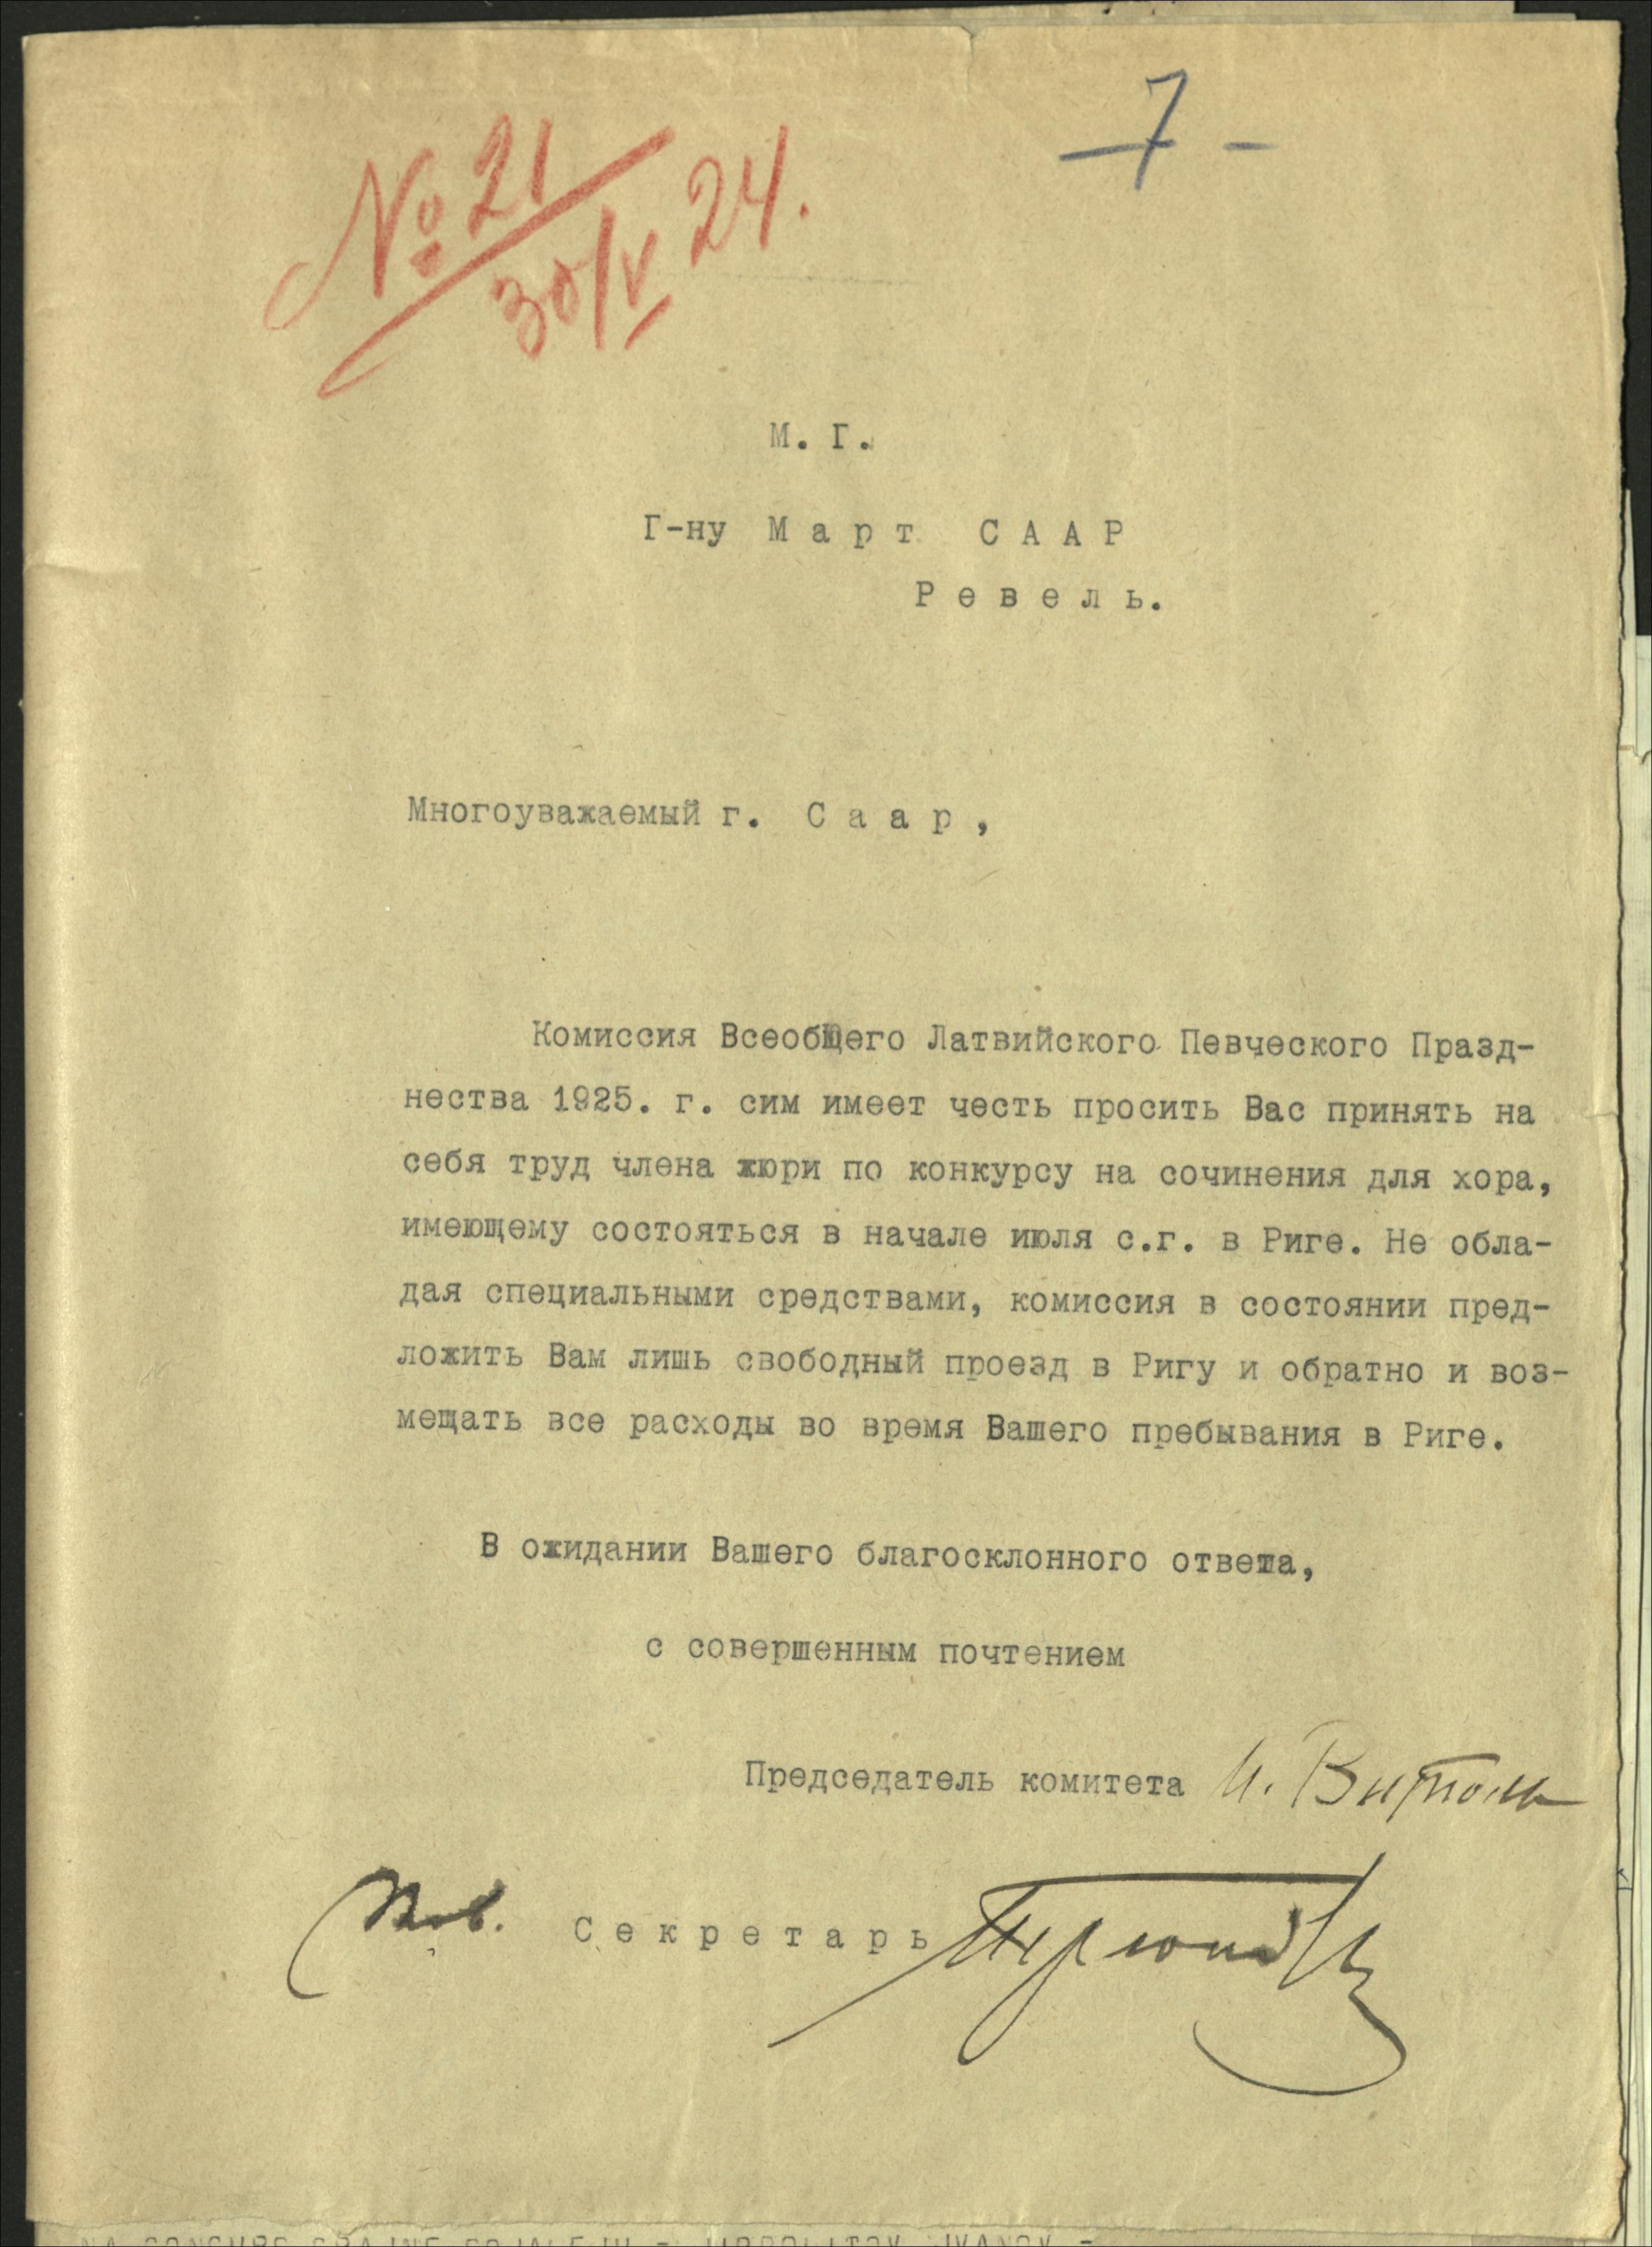 № 21
30/V 24.
7 -
М. Г.
Г-ну Март СААР
Ревель.
Многоуважаемый г. Саар,
Комиссия Всеобщего Латвийского Певческого Празд-
нества 1925. г. сим имеет честь просить Вас принять на
себя труд члена жюри по конкурсу на сочинения для хора,
имеющему состояться в начале июля с.г. в Риге. Не обла-
дая специальными средствами, комиссия в состоянии пред-
ложить Вам лишь свободный проезд в Ригу и обратно и воз-
мещать все расходы во время Вашего пребывания в Риге.
В ожидании Вашего благосклонного ответа,
с совершенным почтением
Председатель комитета И. Витоль
Секретарь